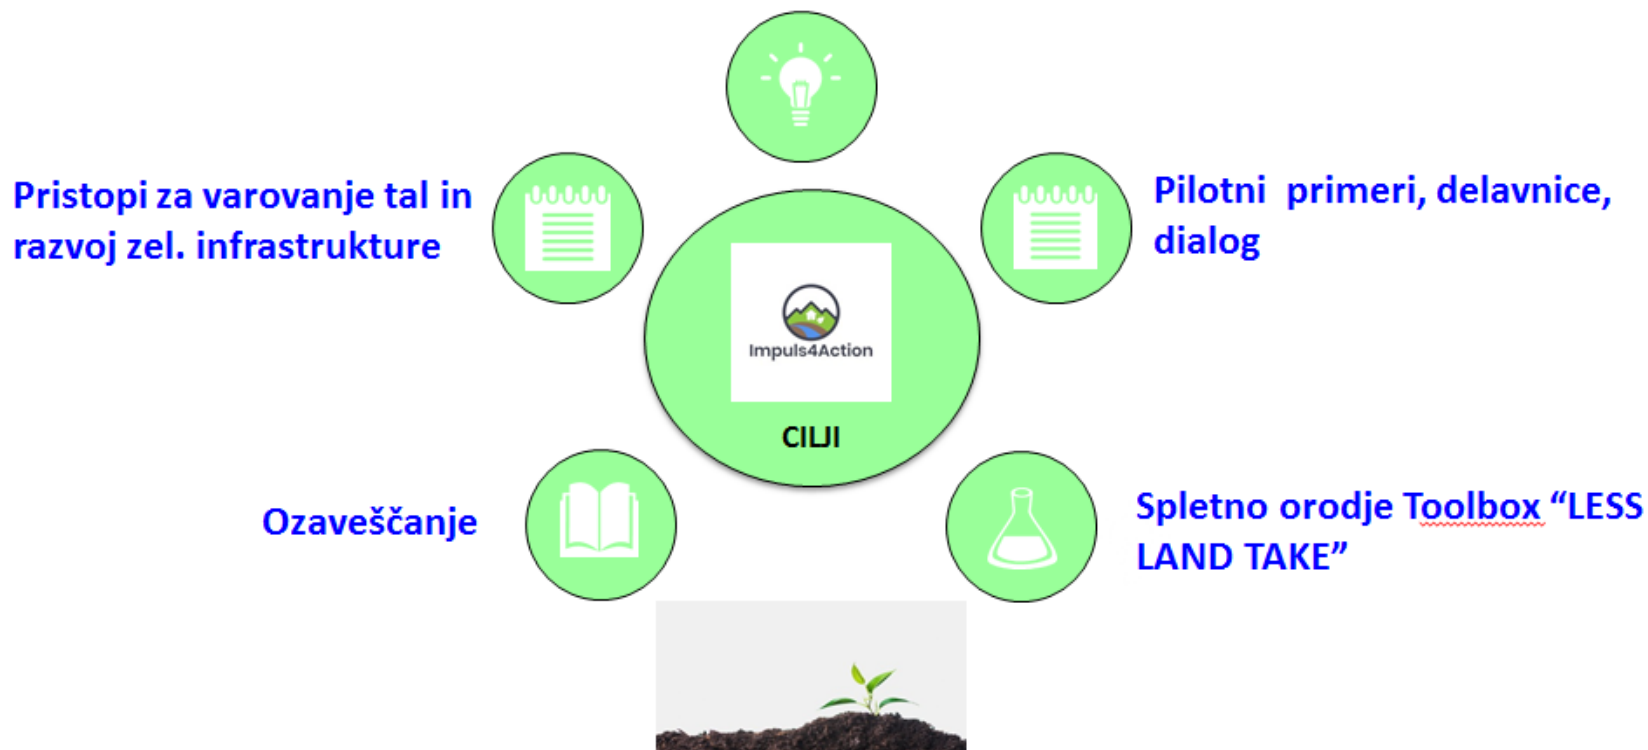 Pristopi za varovanje tal in
razvoj zel. infrastrukture
Pilotni primeri, delavnice,
dialog
Impuls4Action
CILJI
Ozaveščanje
Spletno orodje Toolbox “LESS
LAND TAKE”